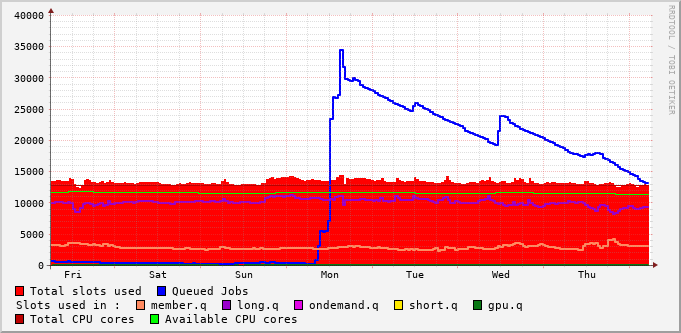 40000
35000
30000
25000
20000
15000
10000
5000
0
Fri Sat Sun Mon Tue Wed Thu
RRDTOOL / TOBI OETIKER
Total slots used Queued Jobs
Slots used in : member.q long.q ondemand.q short.q gpu.q
Total CPU cores Available CPU cores